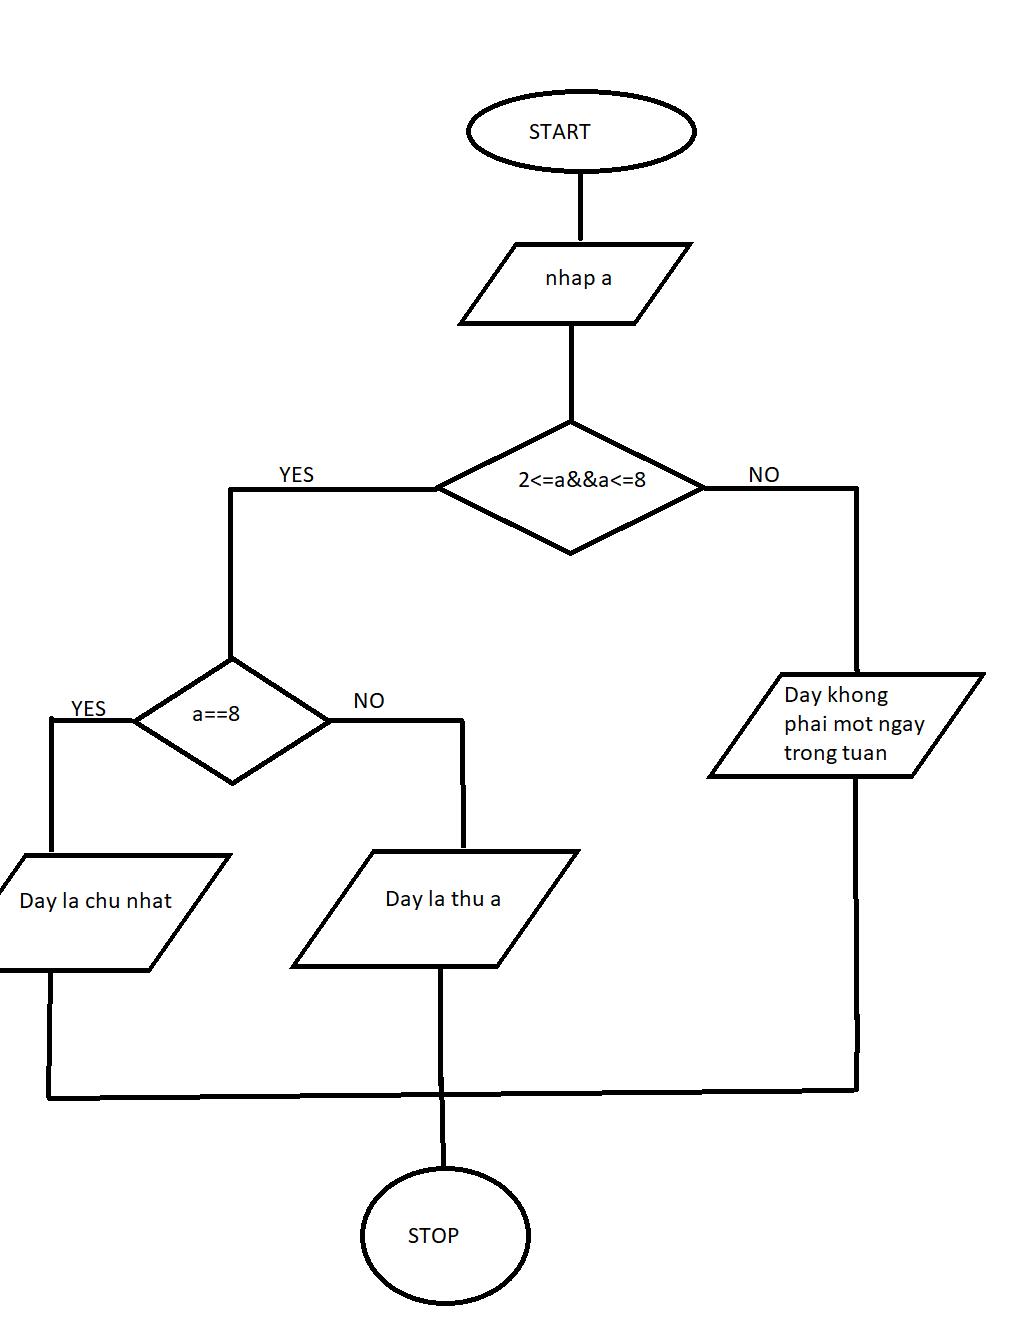 START
nhap a
2<=a&&a<=8
YES
NO
a==8
YES
NO
Day khong
phai mot ngay
trong tuan
Day la chu nhat
Day la thu a
STOP